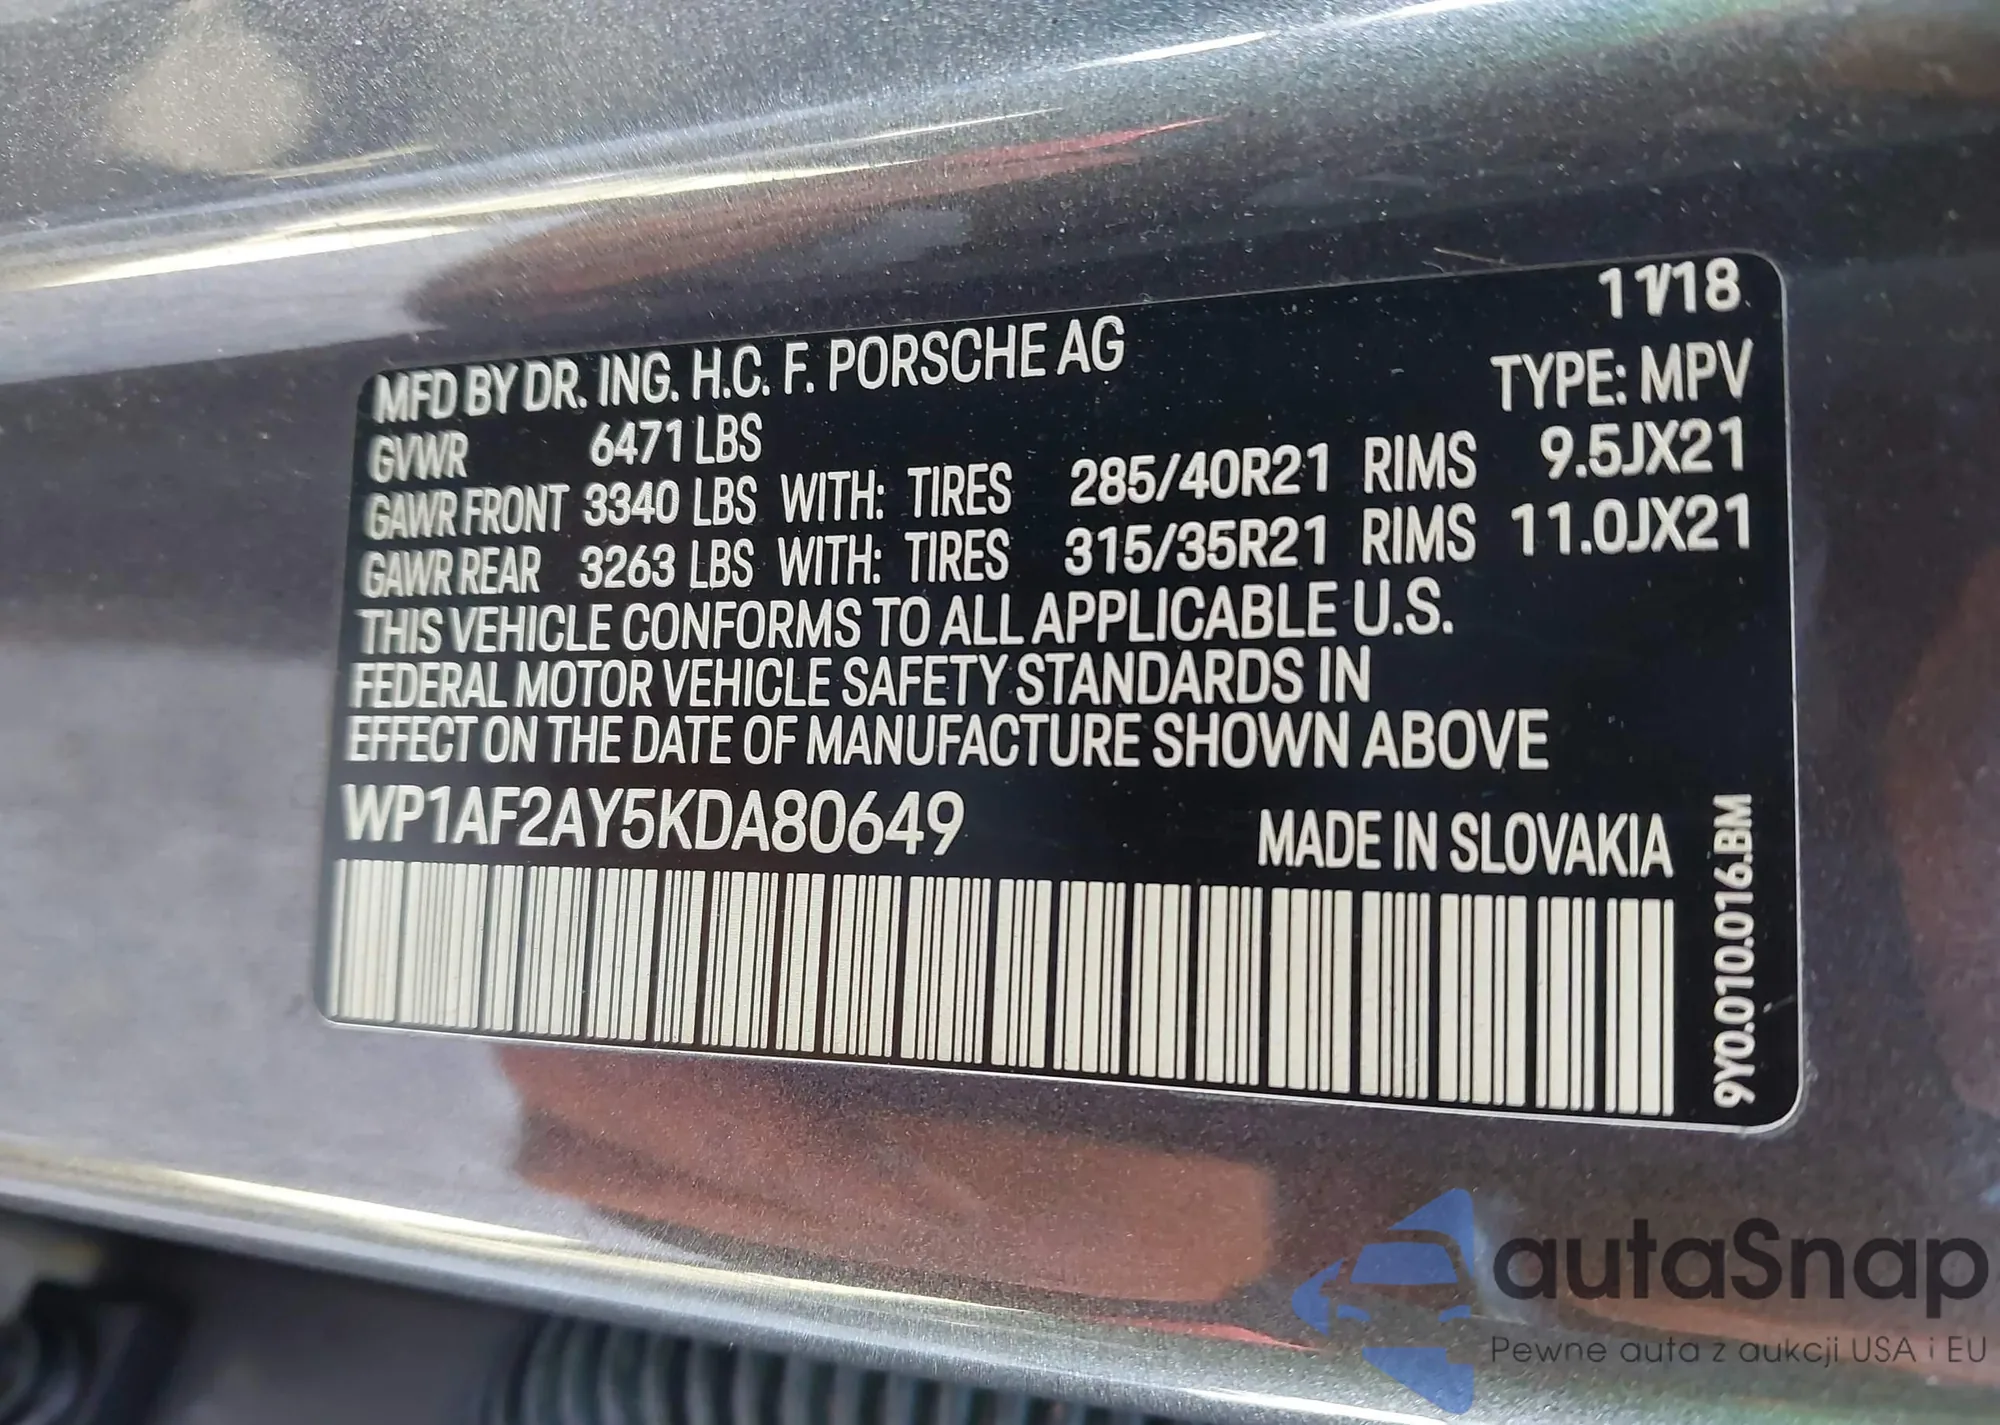 11/18
MFD BY DR. ING. H.C. F. PORSCHE AG
TYPE: MPV
GVWR 6471 LBS
GAWR FRONT 3340 LBS WITH: TIRES 285/40R21 RIMS 9.5JX21
GAWR REAR 3263 LBS WITH: TIRES 315/35R21 RIMS 11.0JX21
THIS VEHICLE CONFORMS TO ALL APPLICABLE U.S.
FEDERAL MOTOR VEHICLE SAFETY STANDARDS IN
EFFECT ON THE DATE OF MANUFACTURE SHOWN ABOVE
WP1AF2AY5KDA80649
MADE IN SLOVAKIA
9Y0.010.016.BM
autaSnap
Pewne auta z aukcji USA i EU